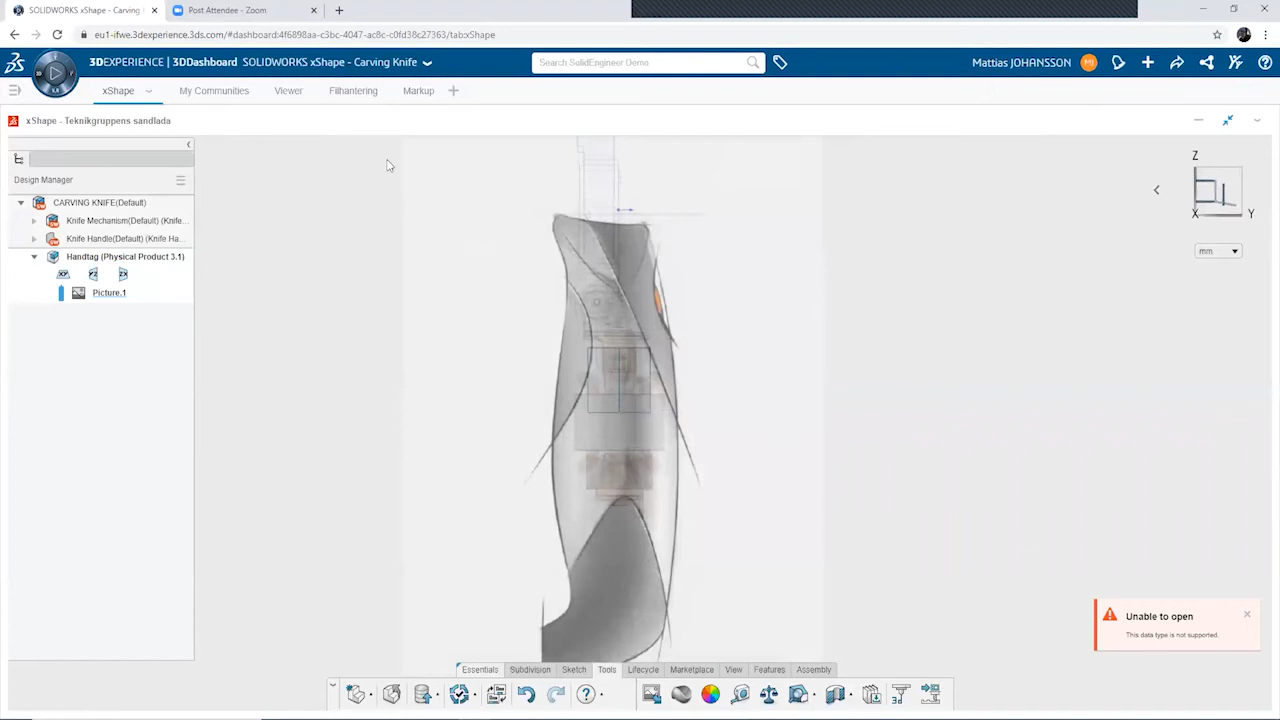 SOLIDWORKS xShape - Carving
Post Attendee - Zoom
eu1-ifwe.3dexperience.3ds.com/#dashboard:4f6898aa-c3bc-4047-ac8c-c0fd38c27363/tab:xShape
3DEXPERIENCE | 3DDashboard SOLIDWORKS xShape - Carving Knife
Search SolidEngineer Demo
Mattias JOHANSSON
MJ
xShape
My Communities
Viewer
Filhantering
Markup
xShape - Teknikgruppens sandlada
Design Manager
CARVING KNIFE(Default)
Knife Mechanism(Default) (Knife...
Knife Handle(Default) (Knife Ha...
Handtag (Physical Product 3.1)
Picture.1
Z
X
Y
mm
Unable to open
This data type is not supported.
Essentials
Subdivision
Sketch
Tools
Lifecycle
Marketplace
View
Features
Assembly